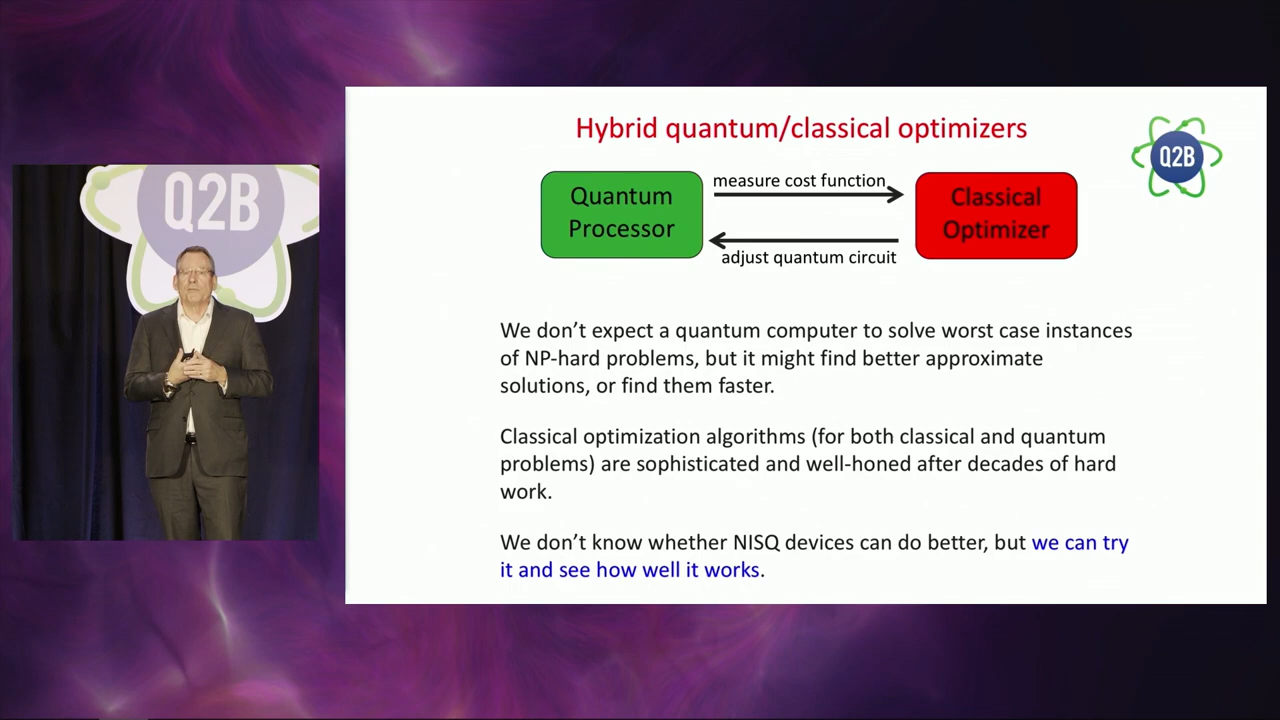 Q2B
Hybrid quantum/classical optimizers
Q2B
Quantum
Processor
measure cost function
adjust quantum circuit
Classical
Optimizer
We don't expect a quantum computer to solve worst case instances
of NP-hard problems, but it might find better approximate
solutions, or find them faster.
Classical optimization algorithms (for both classical and quantum
problems) are sophisticated and well-honed after decades of hard
work.
We don't know whether NISQ devices can do better, but we can try
it and see how well it works.